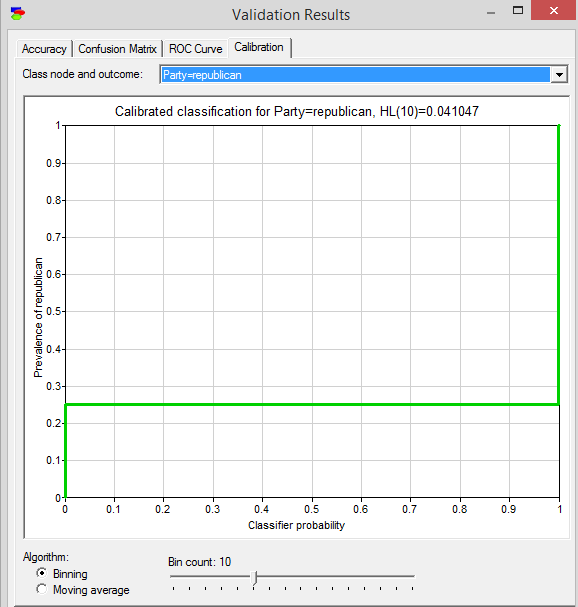 Validation Results
Accuracy Confusion Matrix ROC Curve Calibration
Class node and outcome: Party=republican
Calibrated classification for Party=republican, HL(10)=0.041047
Prevalence of republican
1
0.9
0.8
0.7
0.6
0.5
0.4
0.3
0.2
0.1
0
0 0.1 0.2 0.3 0.4 0.5 0.6 0.7 0.8 0.9 1
Classifier probability
Algorithm:
Binning
Moving average
Bin count: 10